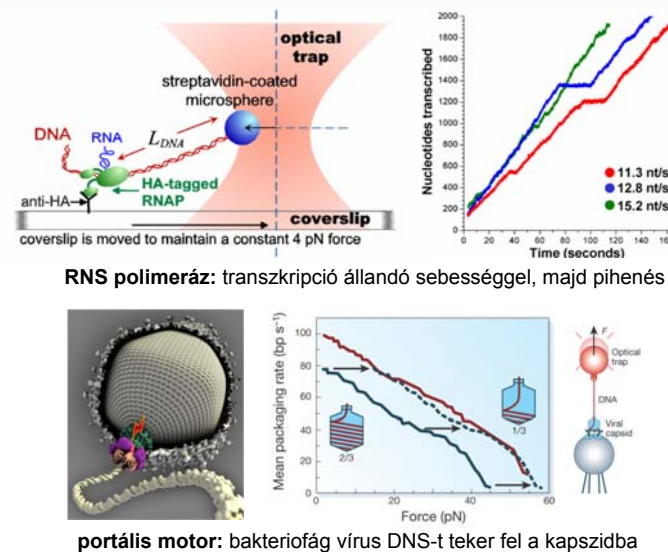 optical
trap
streptavidin-coated
microsphere
DNA
RNA
L_DNA
HA-tagged
RNAP
anti-HA
coverslip
coverslip is moved to maintain a constant 4 pN force
Nucleotides transcribed
2000
1800
1600
1400
1200
1000
800
600
400
200
0
0 20 40 60 80 100 120 140
Time (seconds)
11.3 nt/s
12.8 nt/s
15.2 nt/s
RNS polimeráz: transzkripció állandó sebességgel, majd pihenés
Mean packaging rate (bp s⁻¹)
100
80
60
40
20
0
0 20 40 60
Force (pN)
2/3
1/3
F
Optical
trap
DNA
Viral
capsid
portális motor: bakteriofág vírus DNS-t teker fel a kapszidba